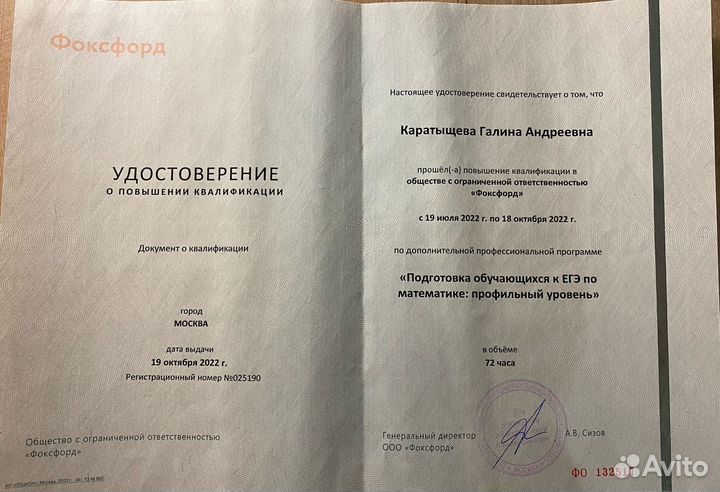 Фоксфорд
УДОСТОВЕРЕНИЕ
О ПОВЫШЕНИИ КВАЛИФИКАЦИИ
Документ о квалификации
город
МОСКВА
дата выдачи
19 октября 2022 г.
Регистрационный номер №025190
Общество с ограниченной ответственностью
«Фоксфорд»
Настоящее удостоверение свидетельствует о том, что
Каратыщева Галина Андреевна
прошёл(-а) повышение квалификации в
обществе с ограниченной ответственностью
«Фоксфорд»
с 19 июля 2022 г. по 18 октября 2022 г.
по дополнительной профессиональной программе
«Подготовка обучающихся к ЕГЭ по
математике: профильный уровень»
в объёме
72 часа
Генеральный директор
ООО «Фоксфорд»
А.В. Сизов
ФО
Avito